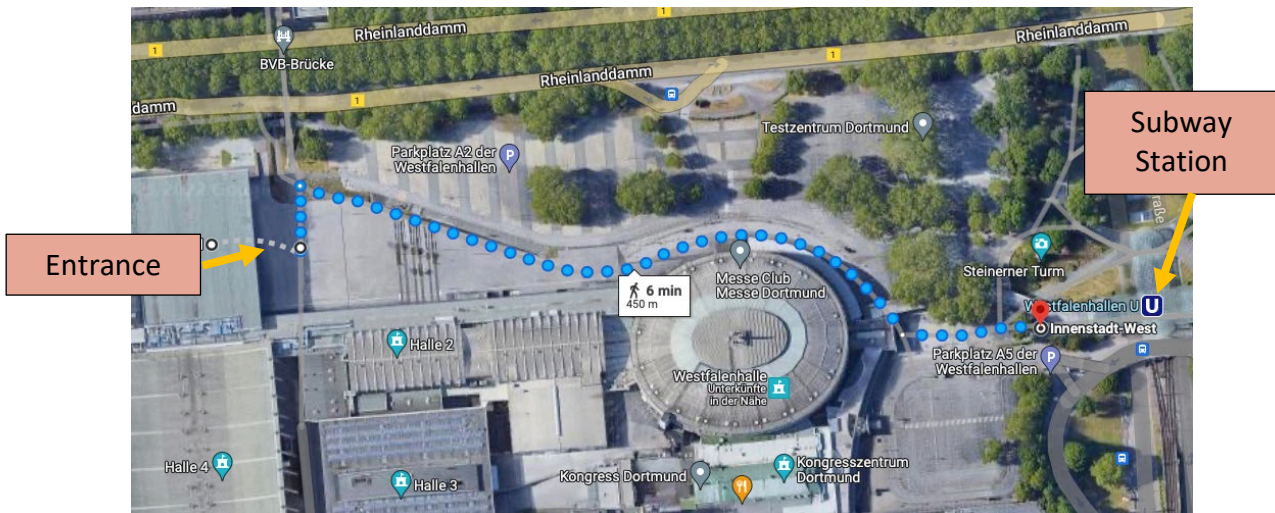 Rheinlanddamm
1
Rheinlanddamm
1
BVB-Brücke
Rheinlanddamm
1
damm
1
Testzentrum Dortmund
Parkplatz A2 der
Westfalenhallen
P
Subway
Station
raße
Entrance
6 min
450 m
Messe Club
Messe Dortmund
Steinerner Turm
Westfalenhallen U
U
Innenstadt-West
Parkplatz A5 der
Westfalenhallen
P
Halle 2
Westfalenhalle
Unterkünfte
in der Nähe
Halle 4
Halle 3
Kongress Dortmund
Kongresszentrum
Dortmund